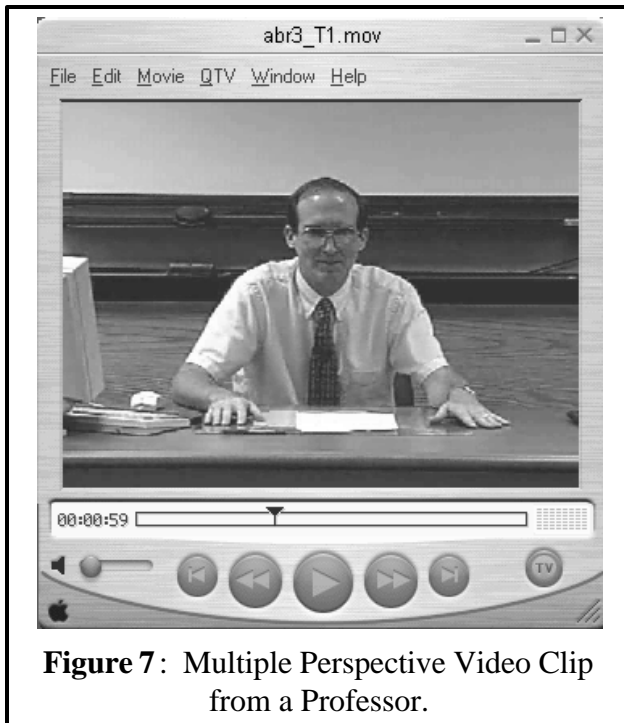 abr3_T1.mov
File Edit Movie QTV Window Help
00:00:59
TV
Figure 7: Multiple Perspective Video Clip
from a Professor.